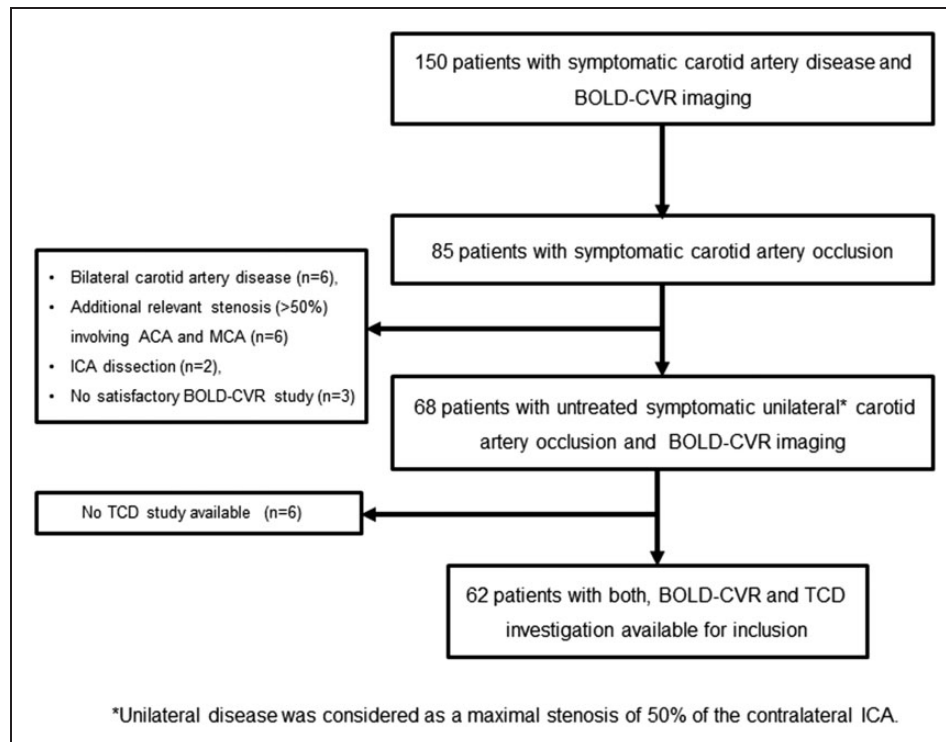 150 patients with symptomatic carotid artery disease and
BOLD-CVR imaging
85 patients with symptomatic carotid artery occlusion
• Bilateral carotid artery disease (n=6),
• Additional relevant stenosis (>50%)
involving ACA and MCA (n=6)
• ICA dissection (n=2),
• No satisfactory BOLD-CVR study (n=3)
68 patients with untreated symptomatic unilateral* carotid
artery occlusion and BOLD-CVR imaging
No TCD study available (n=6)
62 patients with both, BOLD-CVR and TCD
investigation available for inclusion
*Unilateral disease was considered as a maximal stenosis of 50% of the contralateral ICA.